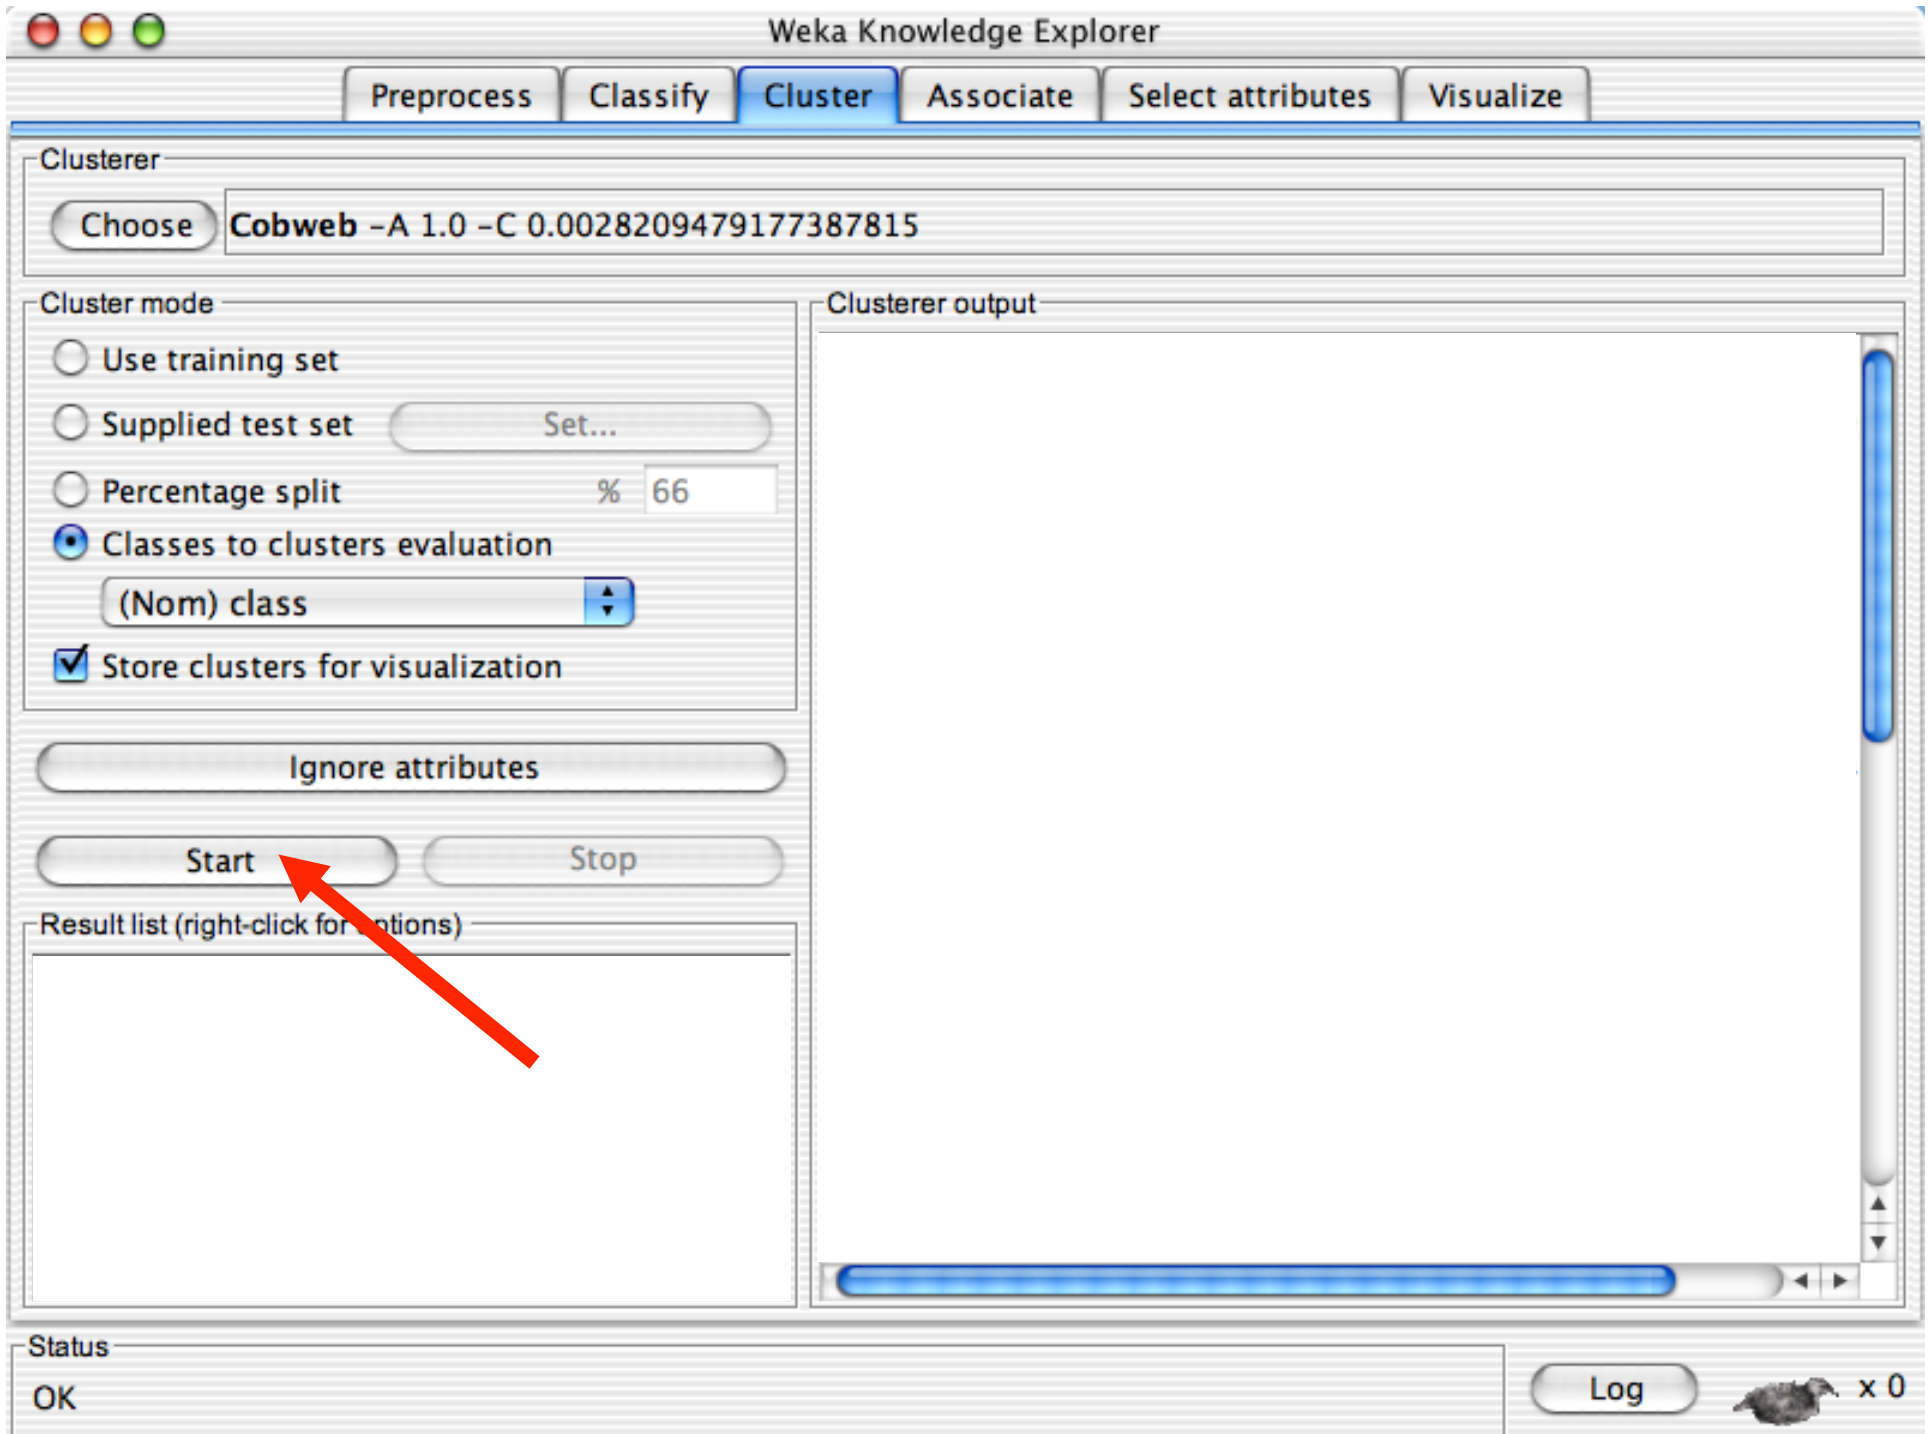 Weka Knowledge Explorer
Preprocess Classify Cluster Associate Select attributes Visualize
Clusterer
Choose Cobweb -A 1.0 -C 0.0028209479177387815
Cluster mode
Use training set
Supplied test set Set...
Percentage split % 66
Classes to clusters evaluation
(Nom) class
Store clusters for visualization
Ignore attributes
Start Stop
Result list (right-click for options)
Clusterer output
Status
OK
Log x 0